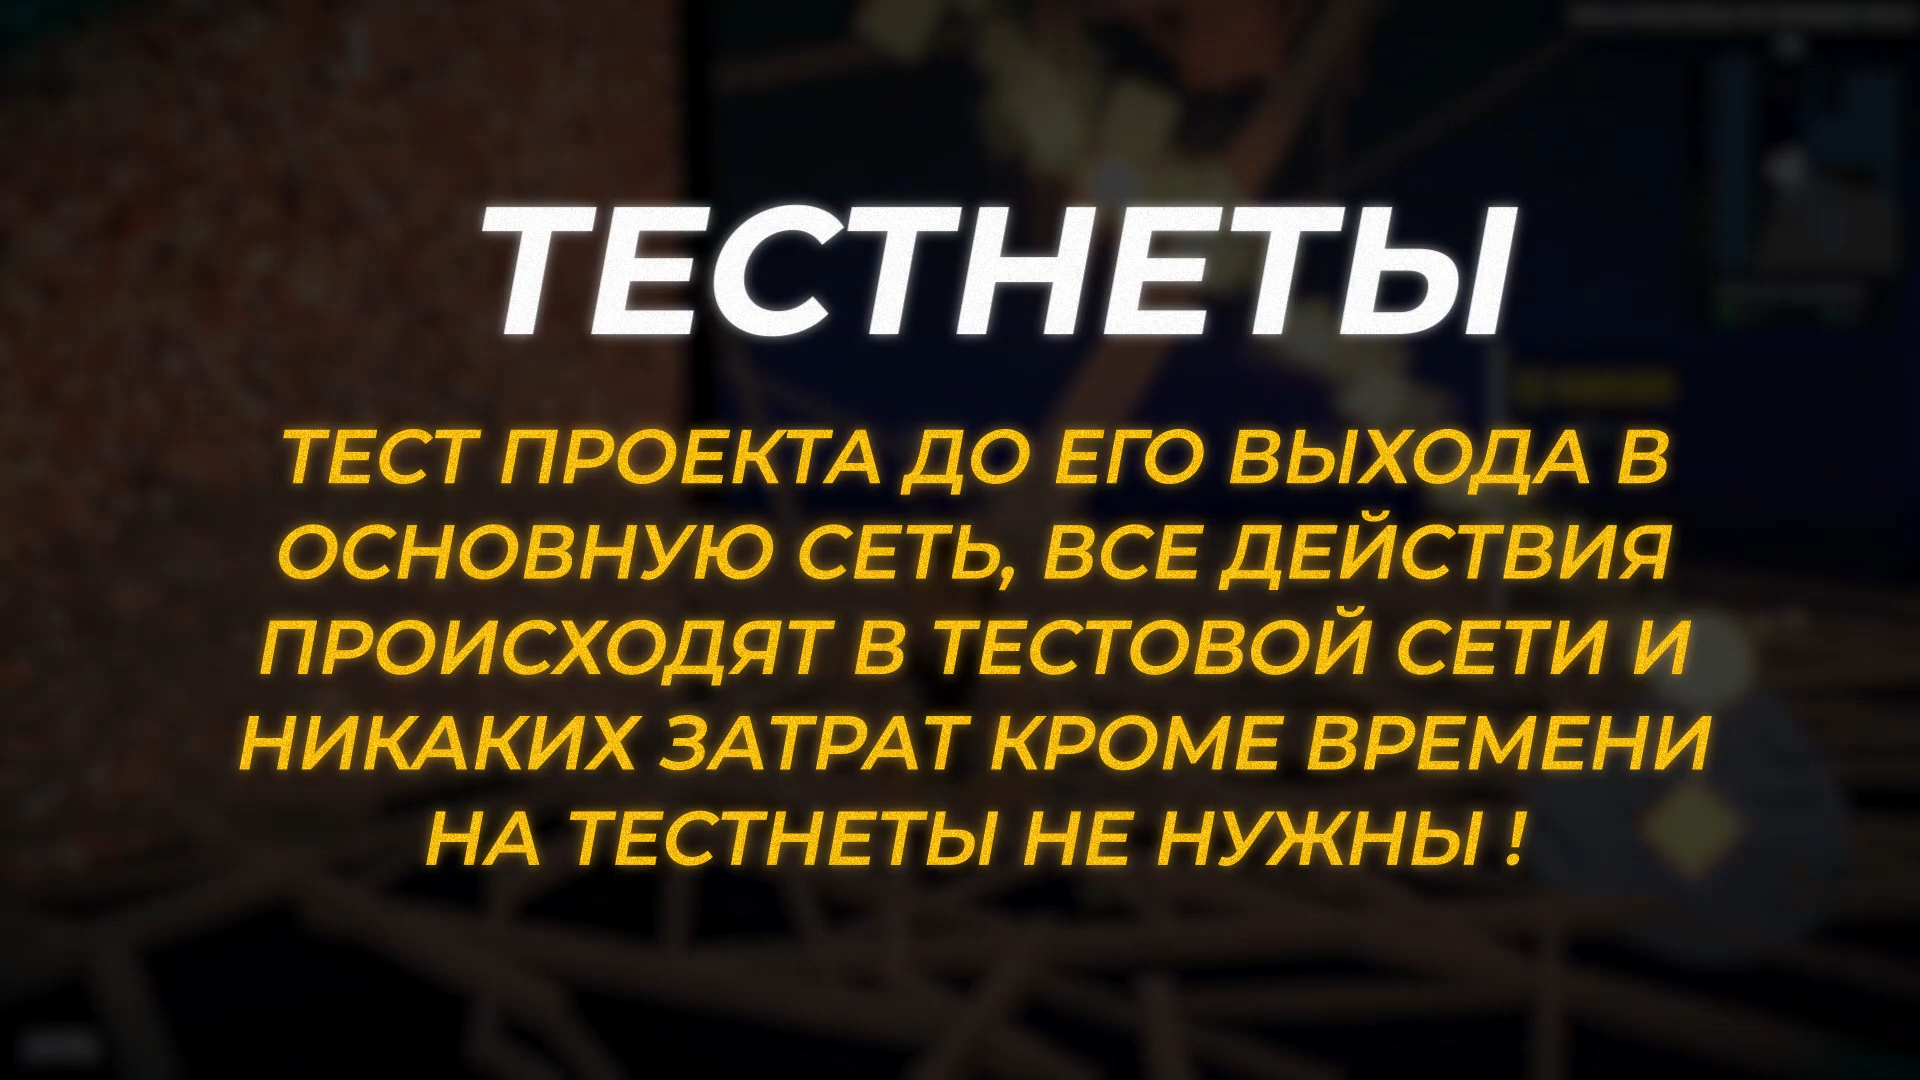 ТЕСТНЕТЫ
ТЕСТ ПРОЕКТА ДО ЕГО ВЫХОДА В
ОСНОВНУЮ СЕТЬ, ВСЕ ДЕЙСТВИЯ
ПРОИСХОДЯТ В ТЕСТОВОЙ СЕТИ И
НИКАКИХ ЗАТРАТ КРОМЕ ВРЕМЕНИ
НА ТЕСТНЕТЫ НЕ НУЖНЫ !